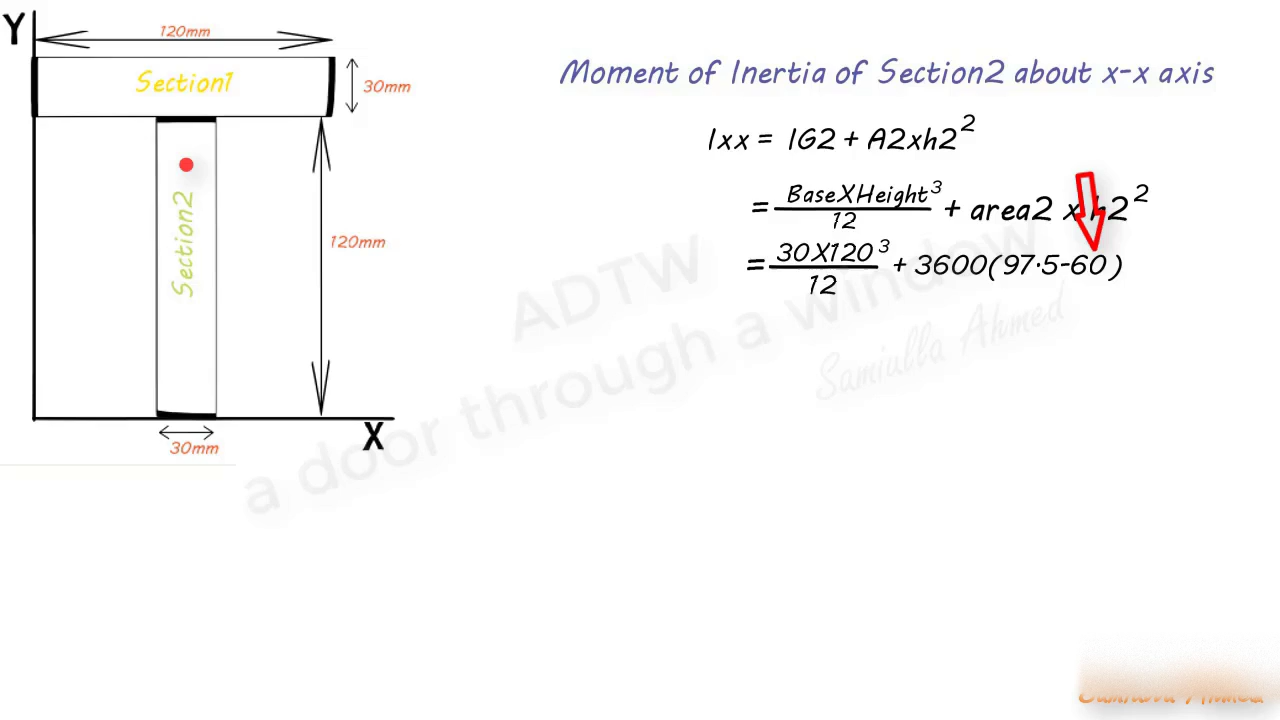 Y
120mm
Section1
30mm
Section2
120mm
X
30mm
Moment of Inertia of Section2 about x-x axis
Ixx = IG2 + A2xh2²
= BaseXHeight³/12 + area2 x h2²
= 30X120³/12 + 3600(97.5-60)
ADTW
a door through a window
Samiulla Ahmed